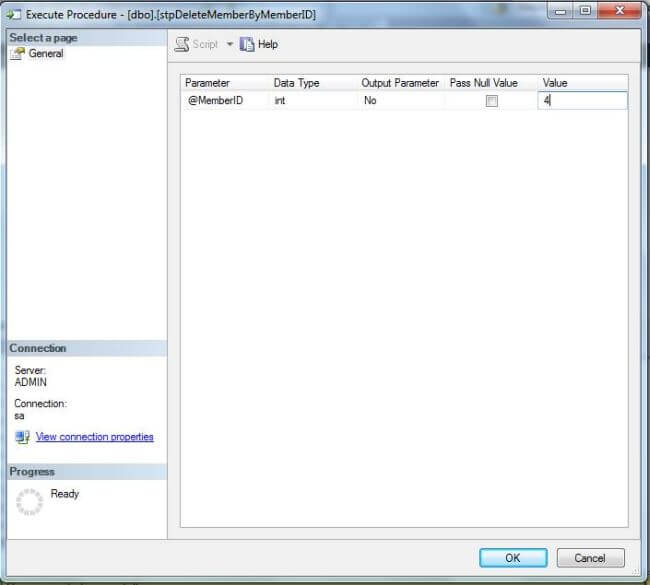 Execute Procedure - [dbo].[stpDeleteMemberByMemberID]
Select a page
General
Script Help
Parameter Data Type Output Parameter Pass Null Value Value
@MemberID int No 4
Connection
Server:
ADMIN
Connection:
sa
View connection properties
Progress
Ready
OK Cancel